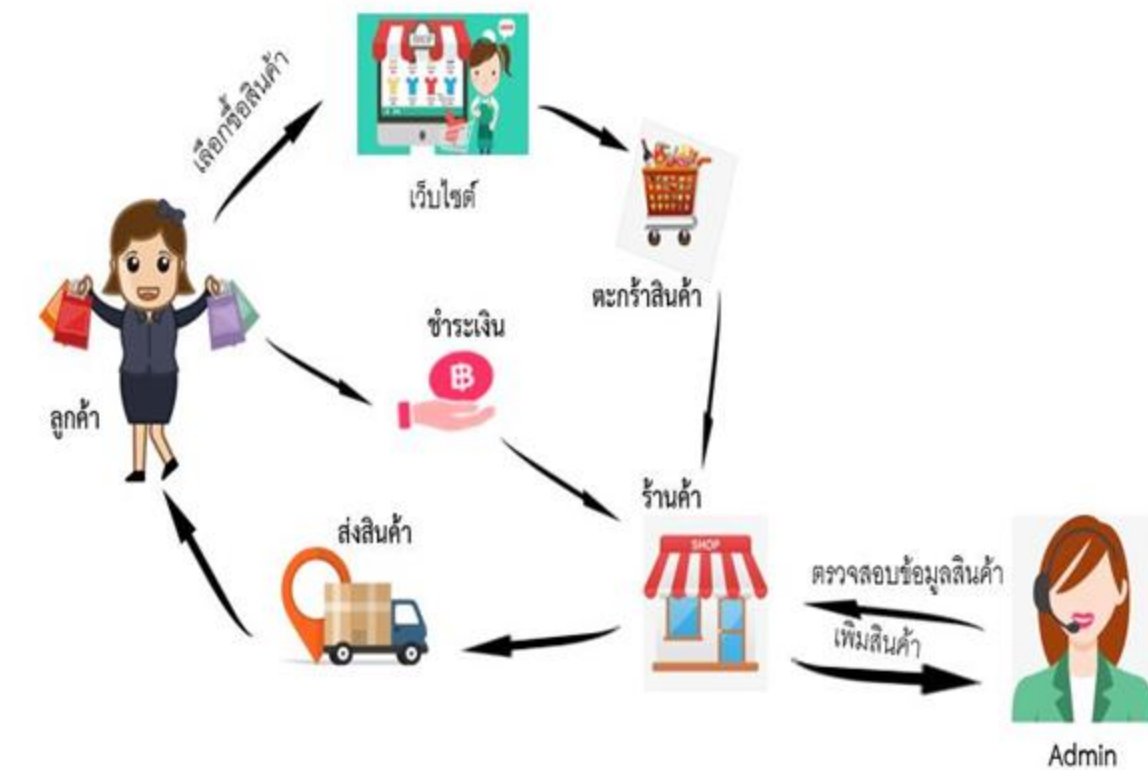 SHOP
เลือกซื้อสินค้า
เว็บไซต์
ตะกร้าสินค้า
ชำระเงิน
ลูกค้า
ร้านค้า
SHOP
ส่งสินค้า
ตรวจสอบข้อมูลสินค้า
เพิ่มสินค้า
Admin